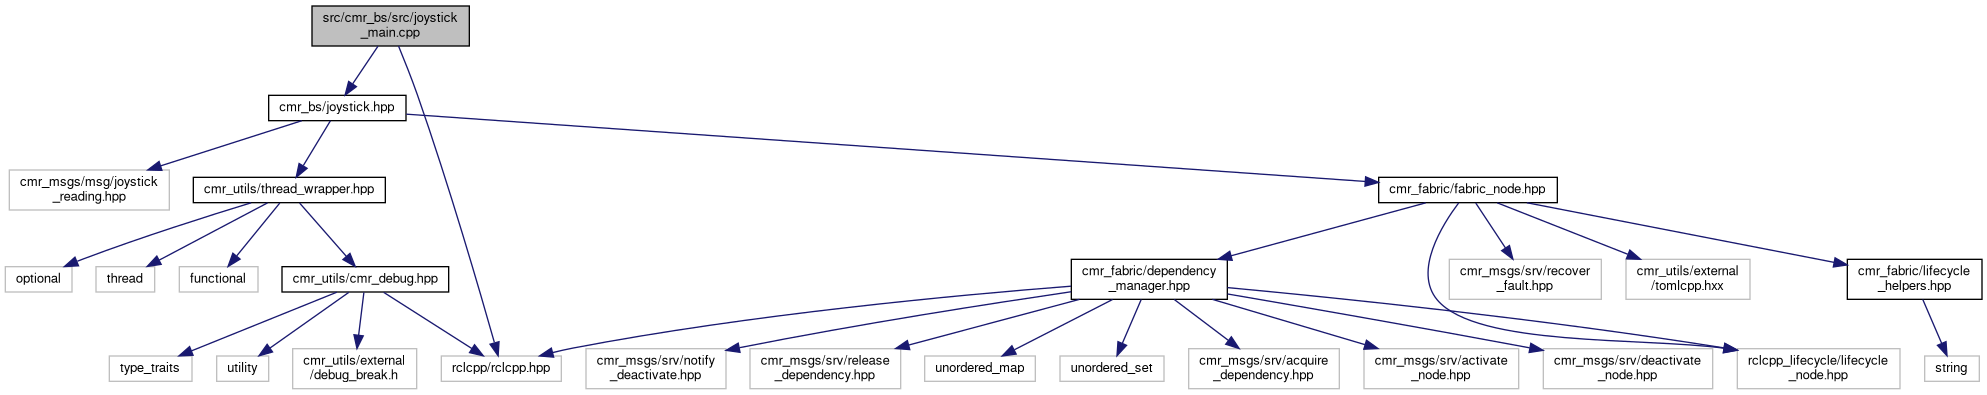 src/cmr_bs/src/joystick
_main.cpp
cmr_bs/joystick.hpp
cmr_msgs/msg/joystick
_reading.hpp
cmr_utils/thread_wrapper.hpp
cmr_fabric/fabric_node.hpp
optional
thread
functional
cmr_utils/cmr_debug.hpp
cmr_fabric/dependency
_manager.hpp
cmr_msgs/srv/recover
_fault.hpp
cmr_utils/external
/tomlcpp.hxx
cmr_fabric/lifecycle
_helpers.hpp
type_traits
utility
cmr_utils/external
/debug_break.h
rclcpp/rclcpp.hpp
cmr_msgs/srv/notify
_deactivate.hpp
cmr_msgs/srv/release
_dependency.hpp
unordered_map
unordered_set
cmr_msgs/srv/acquire
_dependency.hpp
cmr_msgs/srv/activate
_node.hpp
cmr_msgs/srv/deactivate
_node.hpp
rclcpp_lifecycle/lifecycle
_node.hpp
string